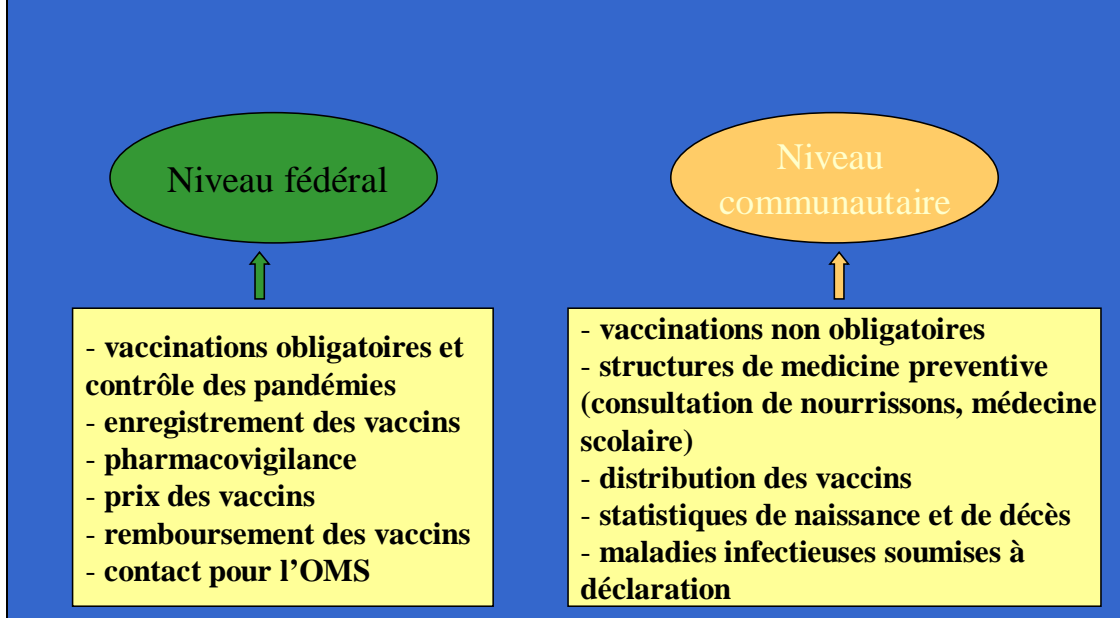 Niveau fédéral
Niveau
communautaire
- vaccinations obligatoires et
contrôle des pandémies
- enregistrement des vaccins
- pharmacovigilance
- prix des vaccins
- remboursement des vaccins
- contact pour l’OMS
- vaccinations non obligatoires
- structures de medicine preventive
(consultation de nourrissons, médecine
scolaire)
- distribution des vaccins
- statistiques de naissance et de décès
- maladies infectieuses soumises à
déclaration